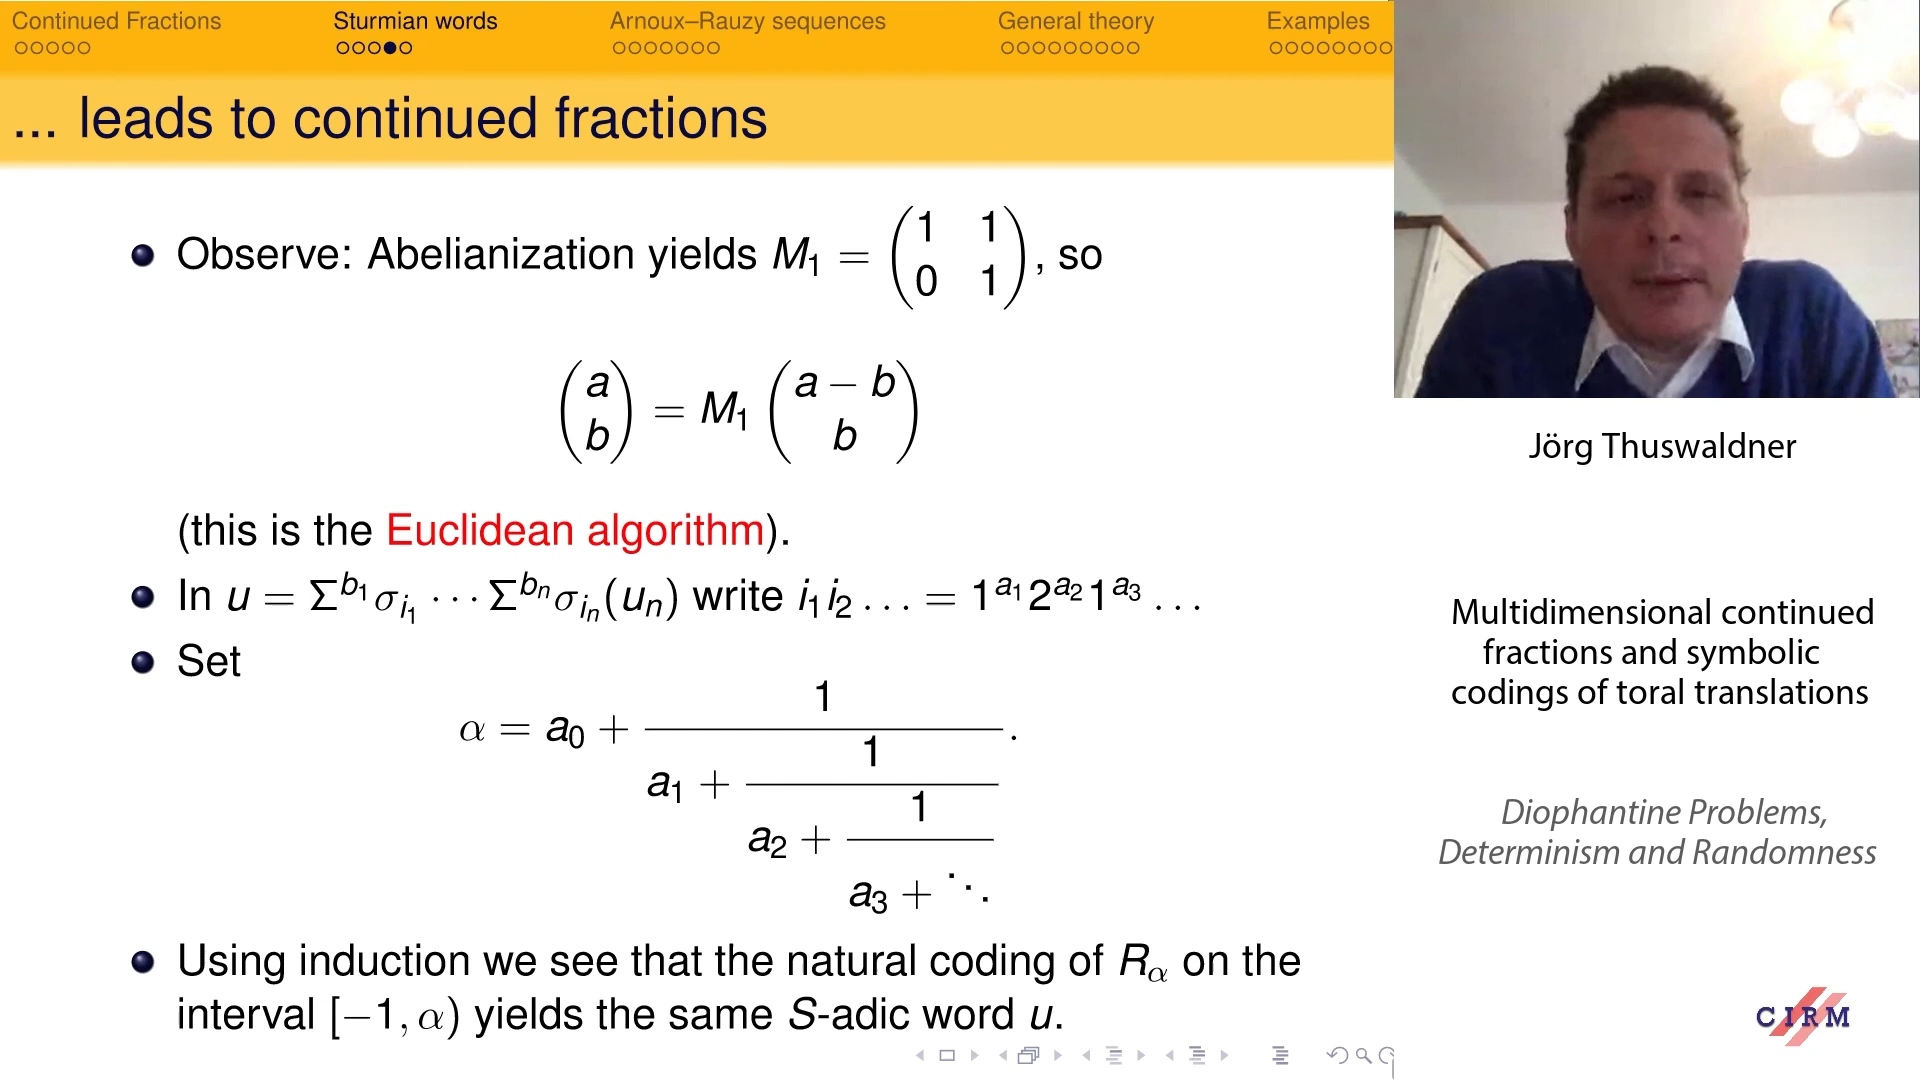 Continued Fractions Sturmian words Arnoux–Rauzy sequences General theory Examples
... leads to continued fractions
Observe: Abelianization yields M₁ = (1 1; 0 1), so
(a; b) = M₁ (a − b; b)
(this is the Euclidean algorithm).
In u = Σ^{b₁}σ_{i₁} ··· Σ^{bₙ}σ_{iₙ}(uₙ) write i₁i₂ ... = 1^{a₁}2^{a₂}1^{a₃} ...
Set
α = a₀ + 1/(a₁ + 1/(a₂ + 1/(a₃ + ⋱))).
Using induction we see that the natural coding of R_α on the
interval [−1, α) yields the same S-adic word u.
Jörg Thuswaldner
Multidimensional continued
fractions and symbolic
codings of toral translations
Diophantine Problems,
Determinism and Randomness
CIRM